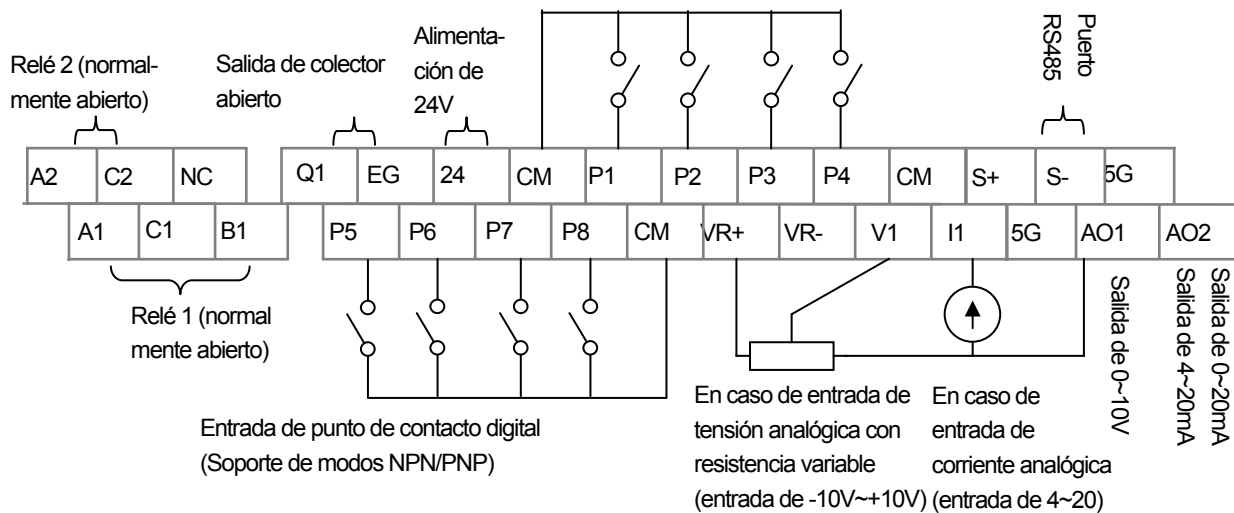 Relé 2 (normal-
mente abierto)
Salida de colector
abierto
Alimenta-
ción de
24V
Puerto
RS485
A2 C2 NC Q1 EG 24 CM P1 P2 P3 P4 CM S+ S- 5G
A1 C1 B1 P5 P6 P7 P8 CM VR+ VR- V1 I1 5G AO1 AO2
Relé 1 (normal
mente abierto)
Entrada de punto de contacto digital
(Soporte de modos NPN/PNP)
En caso de entrada de
tensión analógica con
resistencia variable
(entrada de -10V~+10V)
En caso de
entrada de
corriente analógica
(entrada de 4~20)
Salida de 0~10V
Salida de 0~20mA
Salida de 4~20mA